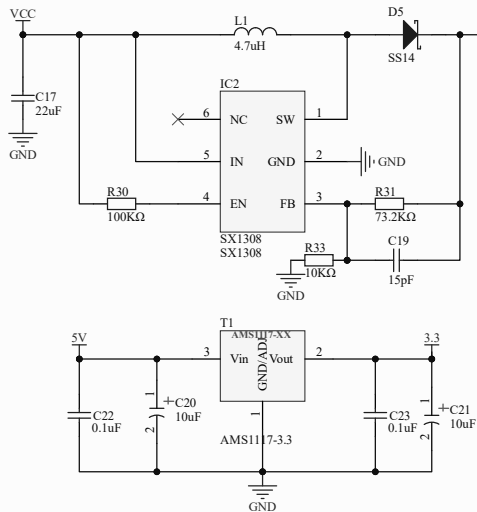 VCC
L1
4.7uH
D5
SS14
C17
22uF
GND
IC2
6 NC SW 1
5 IN GND 2 GND
4 EN FB 3
R30
100KΩ
R31
73.2KΩ
SX1308
SX1308
R33
10KΩ
C19
15pF
GND
5V
T1
AMS1117-XX
3.3
3 Vin GND/ADJ Vout 2
1
AMS1117-3.3
C22
0.1uF
1
C20
10uF
2
C23
0.1uF
1
C21
10uF
2
GND